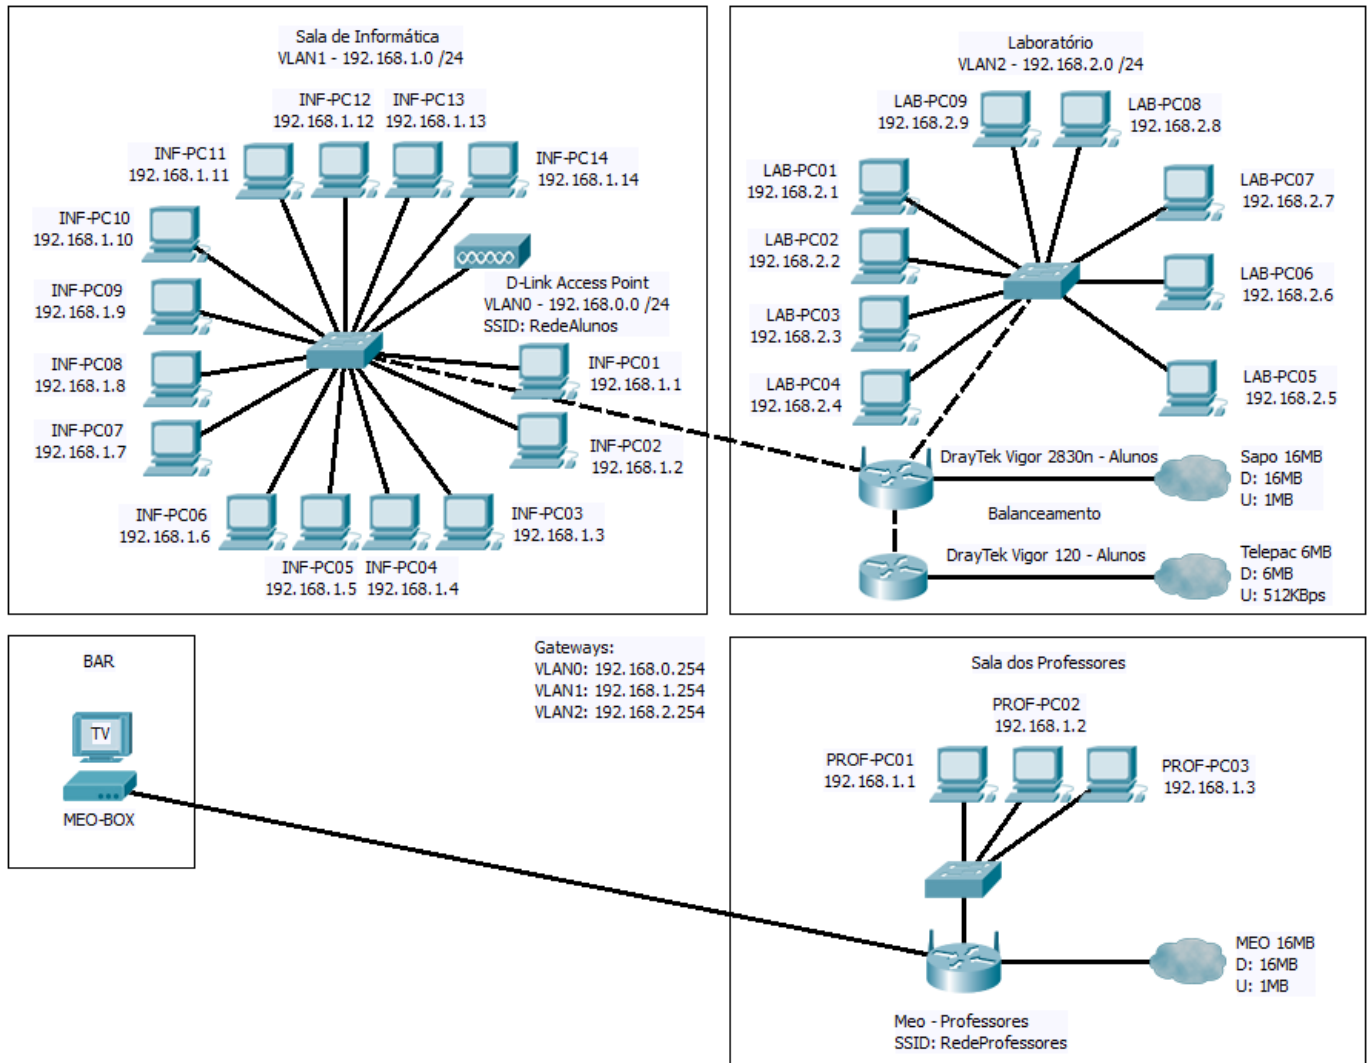 Sala de Informática
VLAN1 - 192.168.1.0 /24
INF-PC12
192.168.1.12
INF-PC13
192.168.1.13
INF-PC11
192.168.1.11
INF-PC14
192.168.1.14
INF-PC10
192.168.1.10
D-Link Access Point
VLAN0 - 192.168.0.0 /24
SSID: RedeAlunos
INF-PC09
192.168.1.9
INF-PC08
192.168.1.8
INF-PC01
192.168.1.1
INF-PC07
192.168.1.7
INF-PC02
192.168.1.2
INF-PC06
192.168.1.6
INF-PC05
192.168.1.5
INF-PC04
192.168.1.4
INF-PC03
192.168.1.3
Laboratório
VLAN2 - 192.168.2.0 /24
LAB-PC09
192.168.2.9
LAB-PC08
192.168.2.8
LAB-PC01
192.168.2.1
LAB-PC07
192.168.2.7
LAB-PC02
192.168.2.2
LAB-PC06
192.168.2.6
LAB-PC03
192.168.2.3
LAB-PC04
192.168.2.4
LAB-PC05
192.168.2.5
DrayTek Vigor 2830n - Alunos
Sapo 16MB
D: 16MB
U: 1MB
Balanceamento
DrayTek Vigor 120 - Alunos
Telepac 6MB
D: 6MB
U: 512KBps
BAR
TV
MEO-BOX
Gateways:
VLAN0: 192.168.0.254
VLAN1: 192.168.1.254
VLAN2: 192.168.2.254
Sala dos Professores
PROF-PC02
192.168.1.2
PROF-PC01
192.168.1.1
PROF-PC03
192.168.1.3
MEO 16MB
D: 16MB
U: 1MB
Meo - Professores
SSID: RedeProfessores